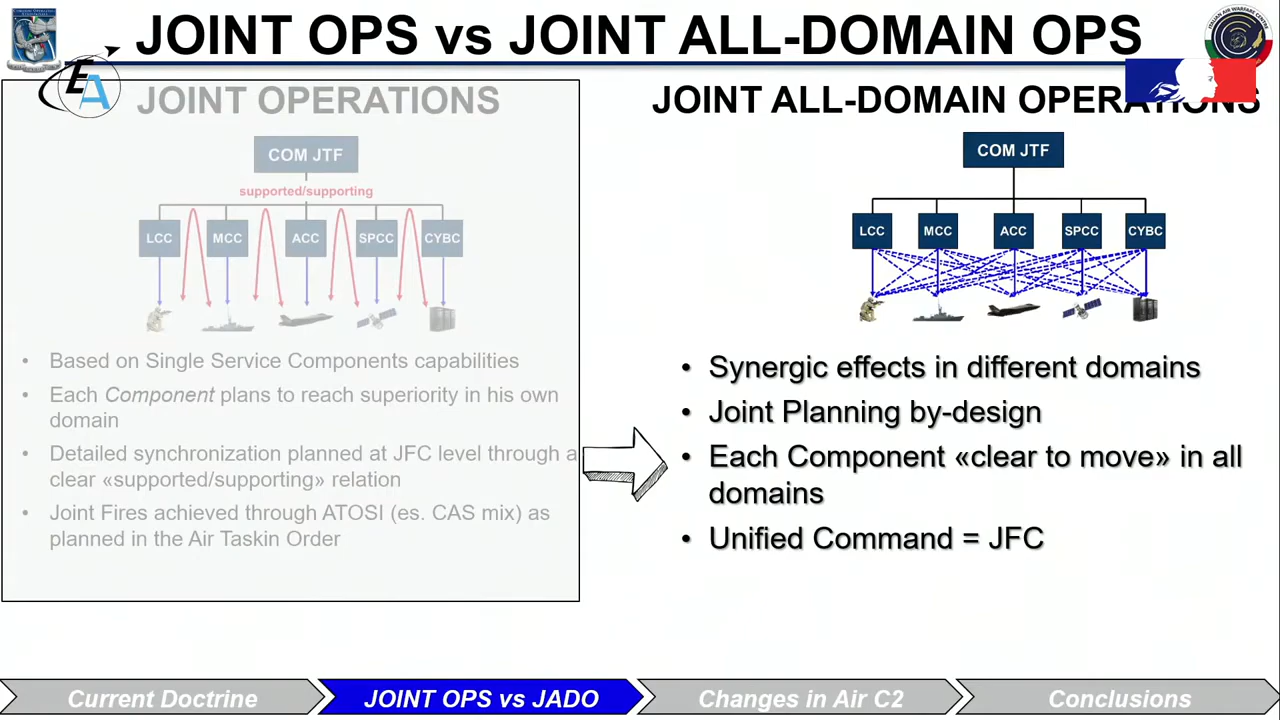 JOINT OPS vs JOINT ALL-DOMAIN OPS
EA
JOINT OPERATIONS
COM JTF
supported/supporting
LCC MCC ACC SPCC CYBC
• Based on Single Service Components capabilities
• Each Component plans to reach superiority in his own
domain
• Detailed synchronization planned at JFC level through a
clear «supported/supporting» relation
• Joint Fires achieved through ATOSI (es. CAS mix) as
planned in the Air Taskin Order
JOINT ALL-DOMAIN OPERATIONS
COM JTF
LCC MCC ACC SPCC CYBC
• Synergic effects in different domains
• Joint Planning by-design
• Each Component «clear to move» in all
domains
• Unified Command = JFC
Current Doctrine
JOINT OPS vs JADO
Changes in Air C2
Conclusions